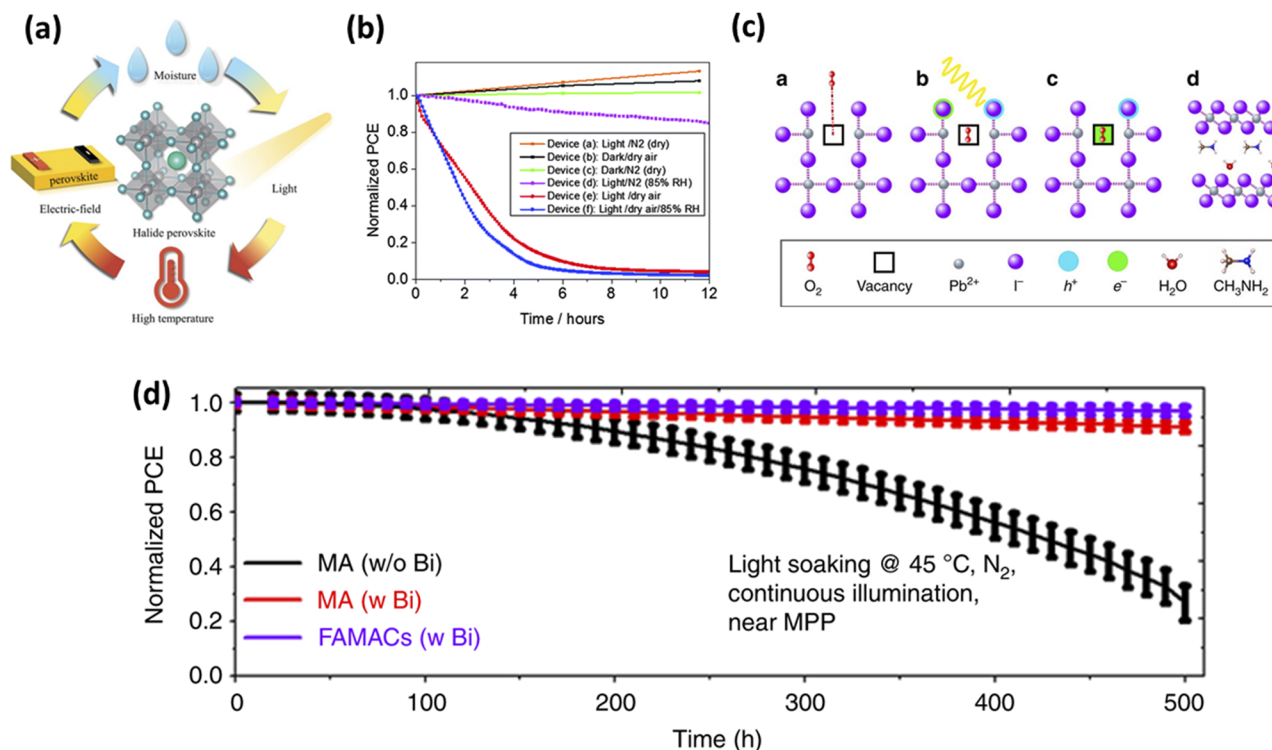 (a)
Moisture
perovskite
Electric-field
Light
Halide perovskite
High temperature
(b)
Normalized PCE
1.0
0.8
0.6
0.4
0.2
0.0
Device (a): Light /N2 (dry)
Device (b): Dark/dry air
Device (c): Dark/N2 (dry)
Device (d): Light/N2 (85% RH)
Device (e): Light /dry air
Device (f): Light /dry air/85% RH
0 2 4 6 8 10 12
Time / hours
(c)
a b c d
O2 Vacancy Pb2+ I− h+ e− H2O CH3NH2
(d)
Normalized PCE
1.0
0.8
0.6
0.4
0.2
0.0
MA (w/o Bi)
MA (w Bi)
FAMACs (w Bi)
Light soaking @ 45 °C, N2,
continuous illumination,
near MPP
0 100 200 300 400 500
Time (h)